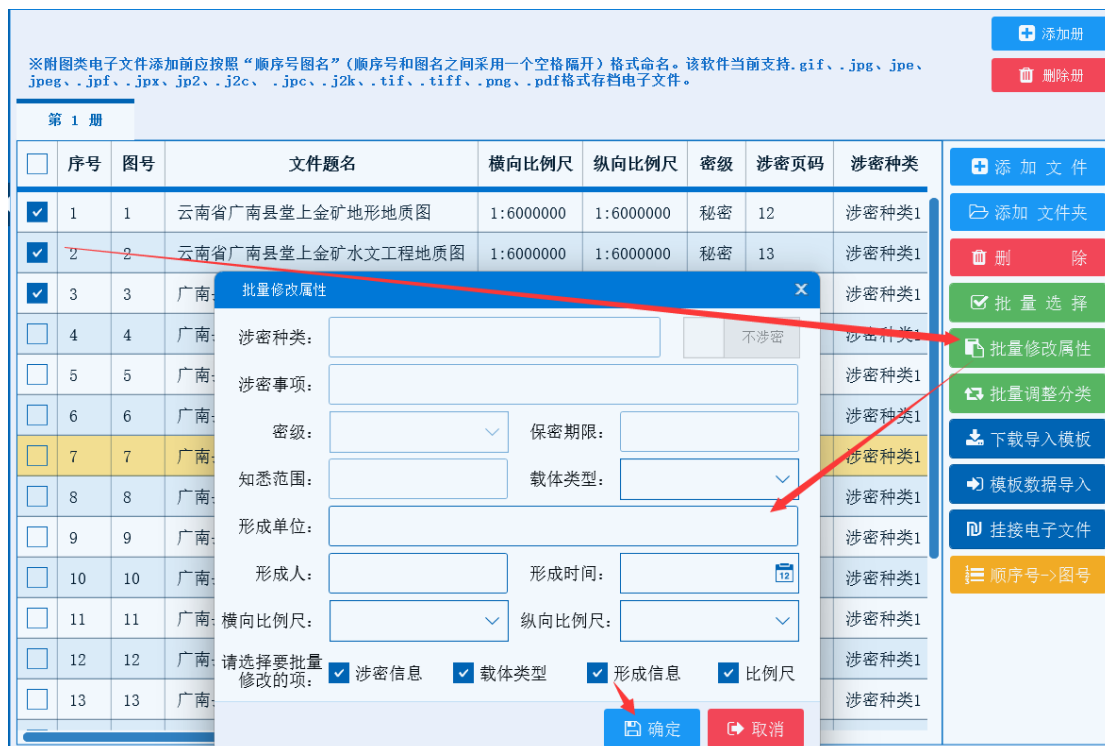 添加册
※附图类电子文件添加前应按照“顺序号图名”(顺序号和图名之间采用一个空格隔开)格式命名。该软件当前支持.gif、.jpg、jpe、
jpeg、.jpf、.jpx、jp2、.j2c、 .jpc、.j2k、.tif、.tiff、.png、.pdf格式存档电子文件。
删除册
第 1 册
序号 图号 文件题名 横向比例尺 纵向比例尺 密级 涉密页码 涉密种类
1 1 云南省广南县堂上金矿地形地质图 1:6000000 1:6000000 秘密 12 涉密种类1
2 2 云南省广南县堂上金矿水文工程地质图 1:6000000 1:6000000 秘密 13 涉密种类1
3 3 广南 涉密种类1
4 4 广南 涉密种类1
5 5 广南 涉密种类1
6 6 广南 涉密种类1
7 7 广南 涉密种类1
8 8 广南 涉密种类1
9 9 广南 涉密种类1
10 10 广南 涉密种类1
11 11 广南 涉密种类1
12 12 广南 涉密种类1
13 13 广南 涉密种类1
批量修改属性 x
涉密种类: 不涉密
涉密事项:
密级: 保密期限:
知悉范围: 载体类型:
形成单位:
形成人: 形成时间: 12
横向比例尺: 纵向比例尺:
请选择要批量
修改的项: 涉密信息 载体类型 形成信息 比例尺
确定 取消
添 加 文 件
添加 文件夹
删 除
批 量 选 择
批量修改属性
批量调整分类
下载导入模板
模板数据导入
挂接电子文件
顺序号->图号